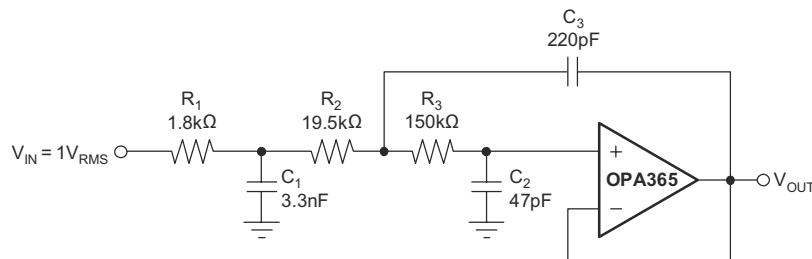 C3
220pF
R1
1.8kΩ
R2
19.5kΩ
R3
150kΩ
VIN = 1VRMS
C1
3.3nF
C2
47pF
+
OPA365
−
VOUT